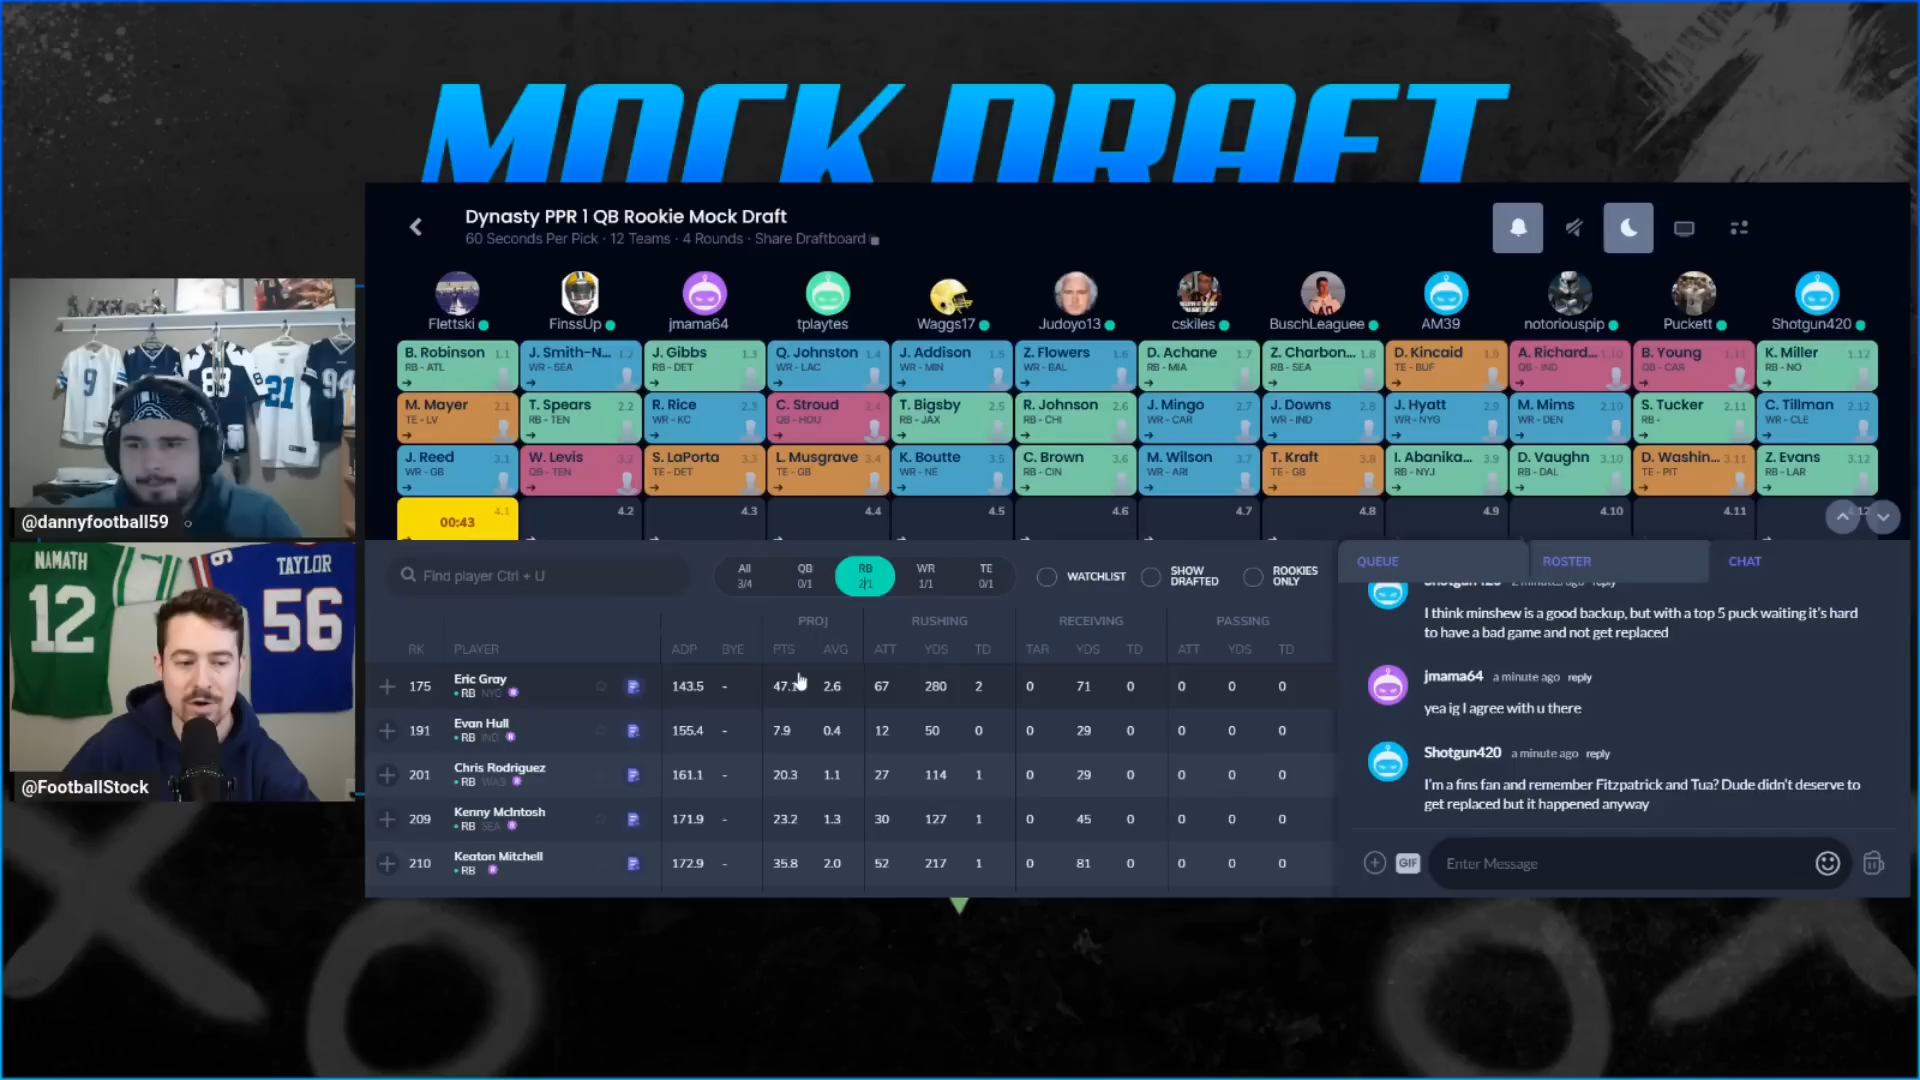 MOCK DRAFT
Dynasty PPR 1 QB Rookie Mock Draft
60 Seconds Per Pick · 12 Teams · 4 Rounds · Share Draftboard
Flettski FinssUp jmama64 tplaytes Waggs17 Judoyo13 cskiles BuschLeaguee AM39 notoriouspip Puckett Shotgun420
B. Robinson 1.1 J. Smith-N... 1.2 J. Gibbs 1.3 Q. Johnston 1.4 J. Addison 1.5 Z. Flowers 1.6 D. Achane 1.7 Z. Charbon... 1.8 D. Kincaid 1.9 A. Richard... 1.10 B. Young 1.11 K. Miller 1.12
RB - ATL WR - SEA RB - DET WR - LAC WR - MIN WR - BAL RB - MIA RB - SEA TE - BUF QB - IND QB - CAR RB - NO
M. Mayer 2.1 T. Spears 2.2 R. Rice 2.3 C. Stroud 2.4 T. Bigsby 2.5 R. Johnson 2.6 J. Mingo 2.7 J. Downs 2.8 J. Hyatt 2.9 M. Mims 2.10 S. Tucker 2.11 C. Tillman 2.12
TE - LV RB - TEN WR - KC QB - HOU RB - JAX RB - CHI WR - CAR WR - IND WR - NYG WR - DEN RB - WR - CLE
J. Reed 3.1 W. Levis 3.2 S. LaPorta 3.3 L. Musgrave 3.4 K. Boutte 3.5 C. Brown 3.6 M. Wilson 3.7 T. Kraft 3.8 I. Abanika... 3.9 D. Vaughn 3.10 D. Washin... 3.11 Z. Evans 3.12
WR - GB QB - TEN TE - DET TE - GB WR - NE RB - CIN WR - ARI TE - GB RB - NYJ RB - DAL TE - PIT RB - LAR
4.1 4.2 4.3 4.4 4.5 4.6 4.7 4.8 4.9 4.10 4.11 4.12
00:43
Find player Ctrl + U
All QB RB WR TE
3/4 0/1 2/1 1/1 0/1
WATCHLIST
SHOW DRAFTED
ROOKIES ONLY
PROJ RUSHING RECEIVING PASSING
RK PLAYER ADP BYE PTS AVG ATT YDS TD TAR YDS TD ATT YDS TD
175 Eric Gray RB NYG R 143.5 - 47.1 2.6 67 280 2 0 71 0 0 0 0
191 Evan Hull RB IND R 155.4 - 7.9 0.4 12 50 0 0 29 0 0 0 0
201 Chris Rodriguez RB WAS R 161.1 - 20.3 1.1 27 114 1 0 29 0 0 0 0
209 Kenny McIntosh RB SEA R 171.9 - 23.2 1.3 30 127 1 0 45 0 0 0 0
210 Keaton Mitchell RB R 172.9 - 35.8 2.0 52 217 1 0 81 0 0 0 0
QUEUE ROSTER CHAT
Shotgun420 2 minutes ago reply
I think minshew is a good backup, but with a top 5 puck waiting it's hard
to have a bad game and not get replaced
jmama64 a minute ago reply
yea ig I agree with u there
Shotgun420 a minute ago reply
I'm a fins fan and remember Fitzpatrick and Tua? Dude didn't deserve to
get replaced but it happened anyway
GIF Enter Message
9 88 21 94
@dannyfootball59
NAMATH TAYLOR
12 56
@FootballStock